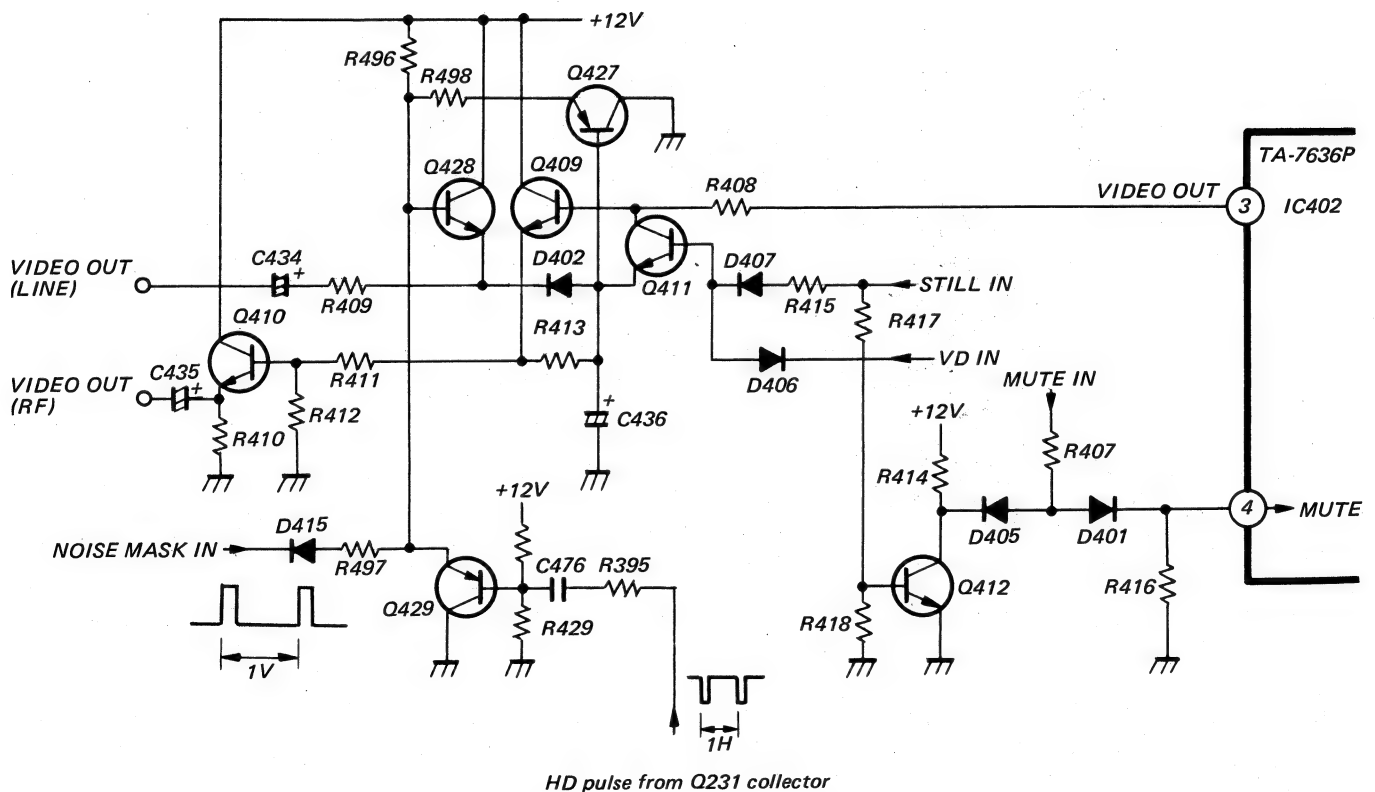 +12V
R496
R498
Q427
TA-7636P
Q428
Q409
R408
VIDEO OUT
3
IC402
VIDEO OUT
(LINE)
C434
+
R409
D402
Q411
D407
R415
STILL IN
R417
Q410
R413
D406
VD IN
VIDEO OUT
(RF)
C435
+
R411
R412
R410
+
C436
MUTE IN
+12V
R407
R414
+12V
D415
NOISE MASK IN
R497
C476
R395
D405
D401
4
MUTE
Q429
R429
Q412
R416
R418
1V
1H
HD pulse from Q231 collector